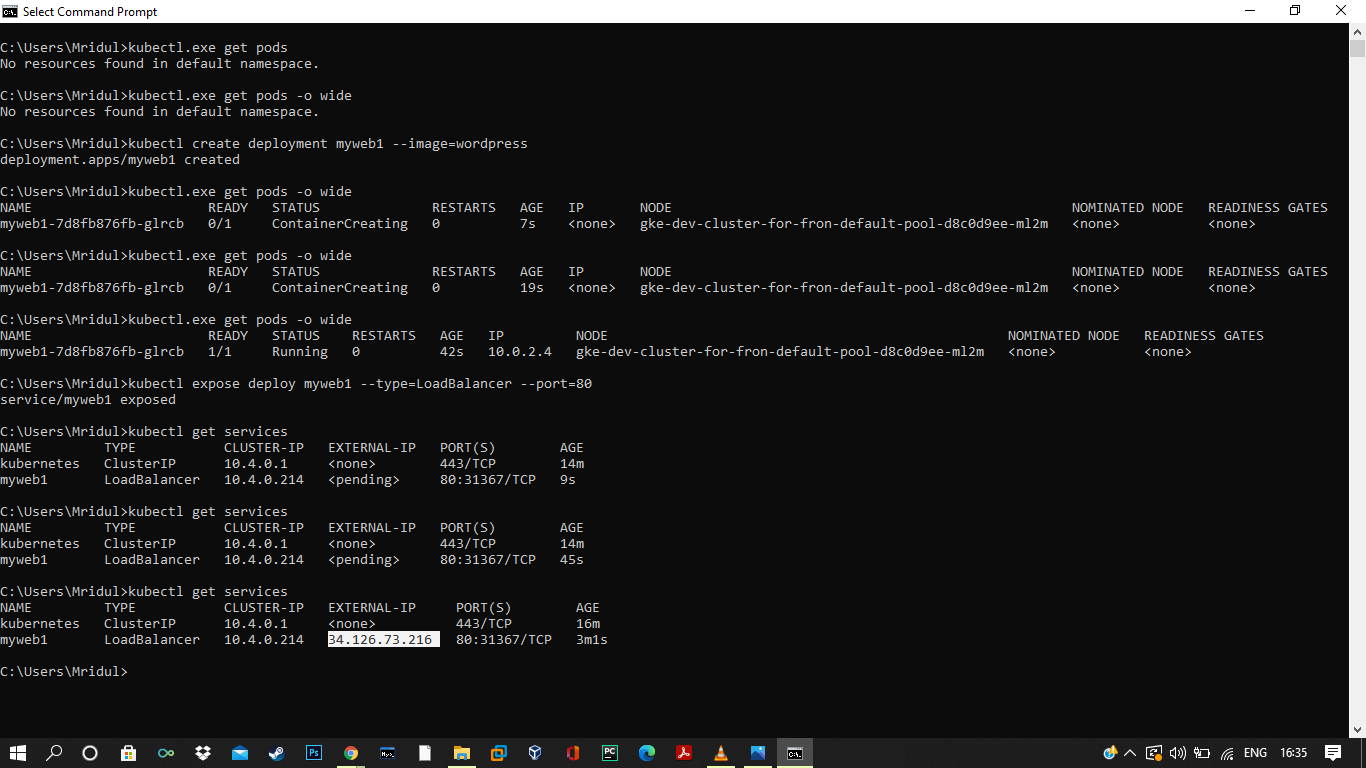 Select Command Prompt
C:\Users\Mridul>kubectl.exe get pods
No resources found in default namespace.
C:\Users\Mridul>kubectl.exe get pods -o wide
No resources found in default namespace.
C:\Users\Mridul>kubectl create deployment myweb1 --image=wordpress
deployment.apps/myweb1 created
C:\Users\Mridul>kubectl.exe get pods -o wide
NAME READY STATUS RESTARTS AGE IP NODE NOMINATED NODE READINESS GATES
myweb1-7d8fb876fb-glrcb 0/1 ContainerCreating 0 7s <none> gke-dev-cluster-for-fron-default-pool-d8c0d9ee-ml2m <none> <none>
C:\Users\Mridul>kubectl.exe get pods -o wide
NAME READY STATUS RESTARTS AGE IP NODE NOMINATED NODE READINESS GATES
myweb1-7d8fb876fb-glrcb 0/1 ContainerCreating 0 19s <none> gke-dev-cluster-for-fron-default-pool-d8c0d9ee-ml2m <none> <none>
C:\Users\Mridul>kubectl.exe get pods -o wide
NAME READY STATUS RESTARTS AGE IP NODE NOMINATED NODE READINESS GATES
myweb1-7d8fb876fb-glrcb 1/1 Running 0 42s 10.0.2.4 gke-dev-cluster-for-fron-default-pool-d8c0d9ee-ml2m <none> <none>
C:\Users\Mridul>kubectl expose deploy myweb1 --type=LoadBalancer --port=80
service/myweb1 exposed
C:\Users\Mridul>kubectl get services
NAME TYPE CLUSTER-IP EXTERNAL-IP PORT(S) AGE
kubernetes ClusterIP 10.4.0.1 <none> 443/TCP 14m
myweb1 LoadBalancer 10.4.0.214 <pending> 80:31367/TCP 9s
C:\Users\Mridul>kubectl get services
NAME TYPE CLUSTER-IP EXTERNAL-IP PORT(S) AGE
kubernetes ClusterIP 10.4.0.1 <none> 443/TCP 14m
myweb1 LoadBalancer 10.4.0.214 <pending> 80:31367/TCP 45s
C:\Users\Mridul>kubectl get services
NAME TYPE CLUSTER-IP EXTERNAL-IP PORT(S) AGE
kubernetes ClusterIP 10.4.0.1 <none> 443/TCP 16m
myweb1 LoadBalancer 10.4.0.214 34.126.73.216 80:31367/TCP 3m1s
C:\Users\Mridul>
Ps PC ENG 16:35